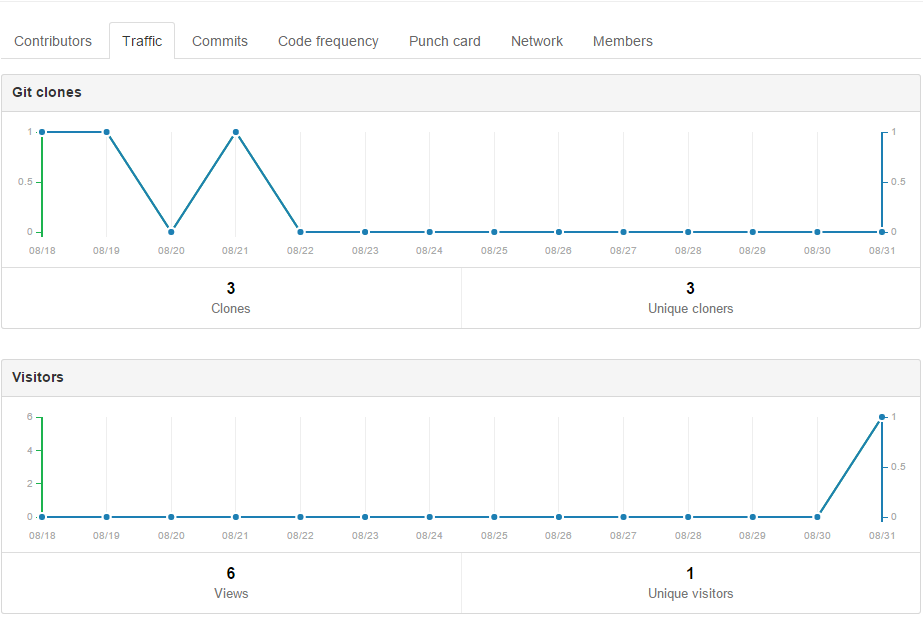 Contributors Traffic Commits Code frequency Punch card Network Members
Git clones
1 1
0.5 0.5
0 0
08/18 08/19 08/20 08/21 08/22 08/23 08/24 08/25 08/26 08/27 08/28 08/29 08/30 08/31
3 3
Clones Unique cloners
Visitors
6 1
4
0.5
2
0 0
08/18 08/19 08/20 08/21 08/22 08/23 08/24 08/25 08/26 08/27 08/28 08/29 08/30 08/31
6 1
Views Unique visitors